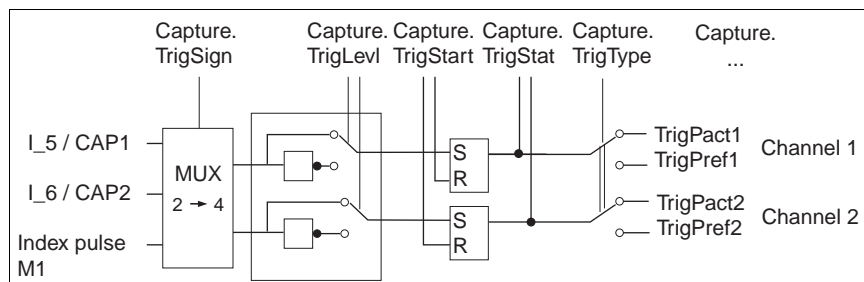 Capture. Capture. Capture. Capture. Capture. Capture.
TrigSign TrigLevl TrigStart TrigStat TrigType ...
I_5 / CAP1
I_6 / CAP2
Index pulse
M1
MUX
2 → 4
S
R
S
R
TrigPact1
TrigPref1
Channel 1
TrigPact2
TrigPref2
Channel 2